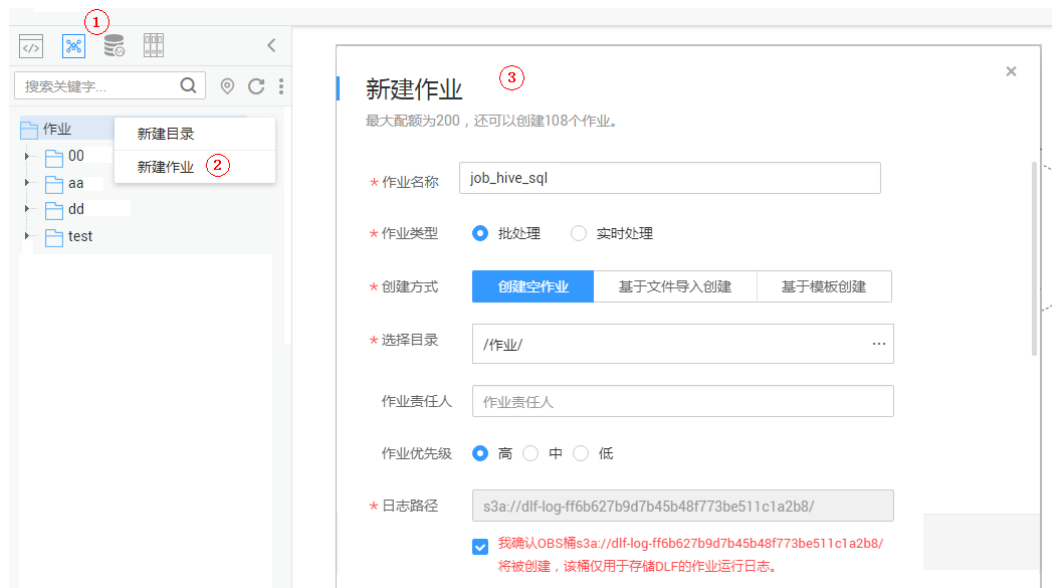 ①
</>
搜索关键字...
作业
00
aa
dd
test
新建目录
新建作业 ②
新建作业 ③
最大配额为200，还可以创建108个作业。
* 作业名称 job_hive_sql
* 作业类型 批处理 实时处理
* 创建方式 创建空作业 基于文件导入创建 基于模板创建
* 选择目录 /作业/ ...
作业责任人 作业责任人
作业优先级 高 中 低
* 日志路径 s3a://dlf-log-ff6b627b9d7b45b48f773be511c1a2b8/
我确认OBS桶s3a://dlf-log-ff6b627b9d7b45b48f773be511c1a2b8/
将被创建，该桶仅用于存储DLF的作业运行日志。